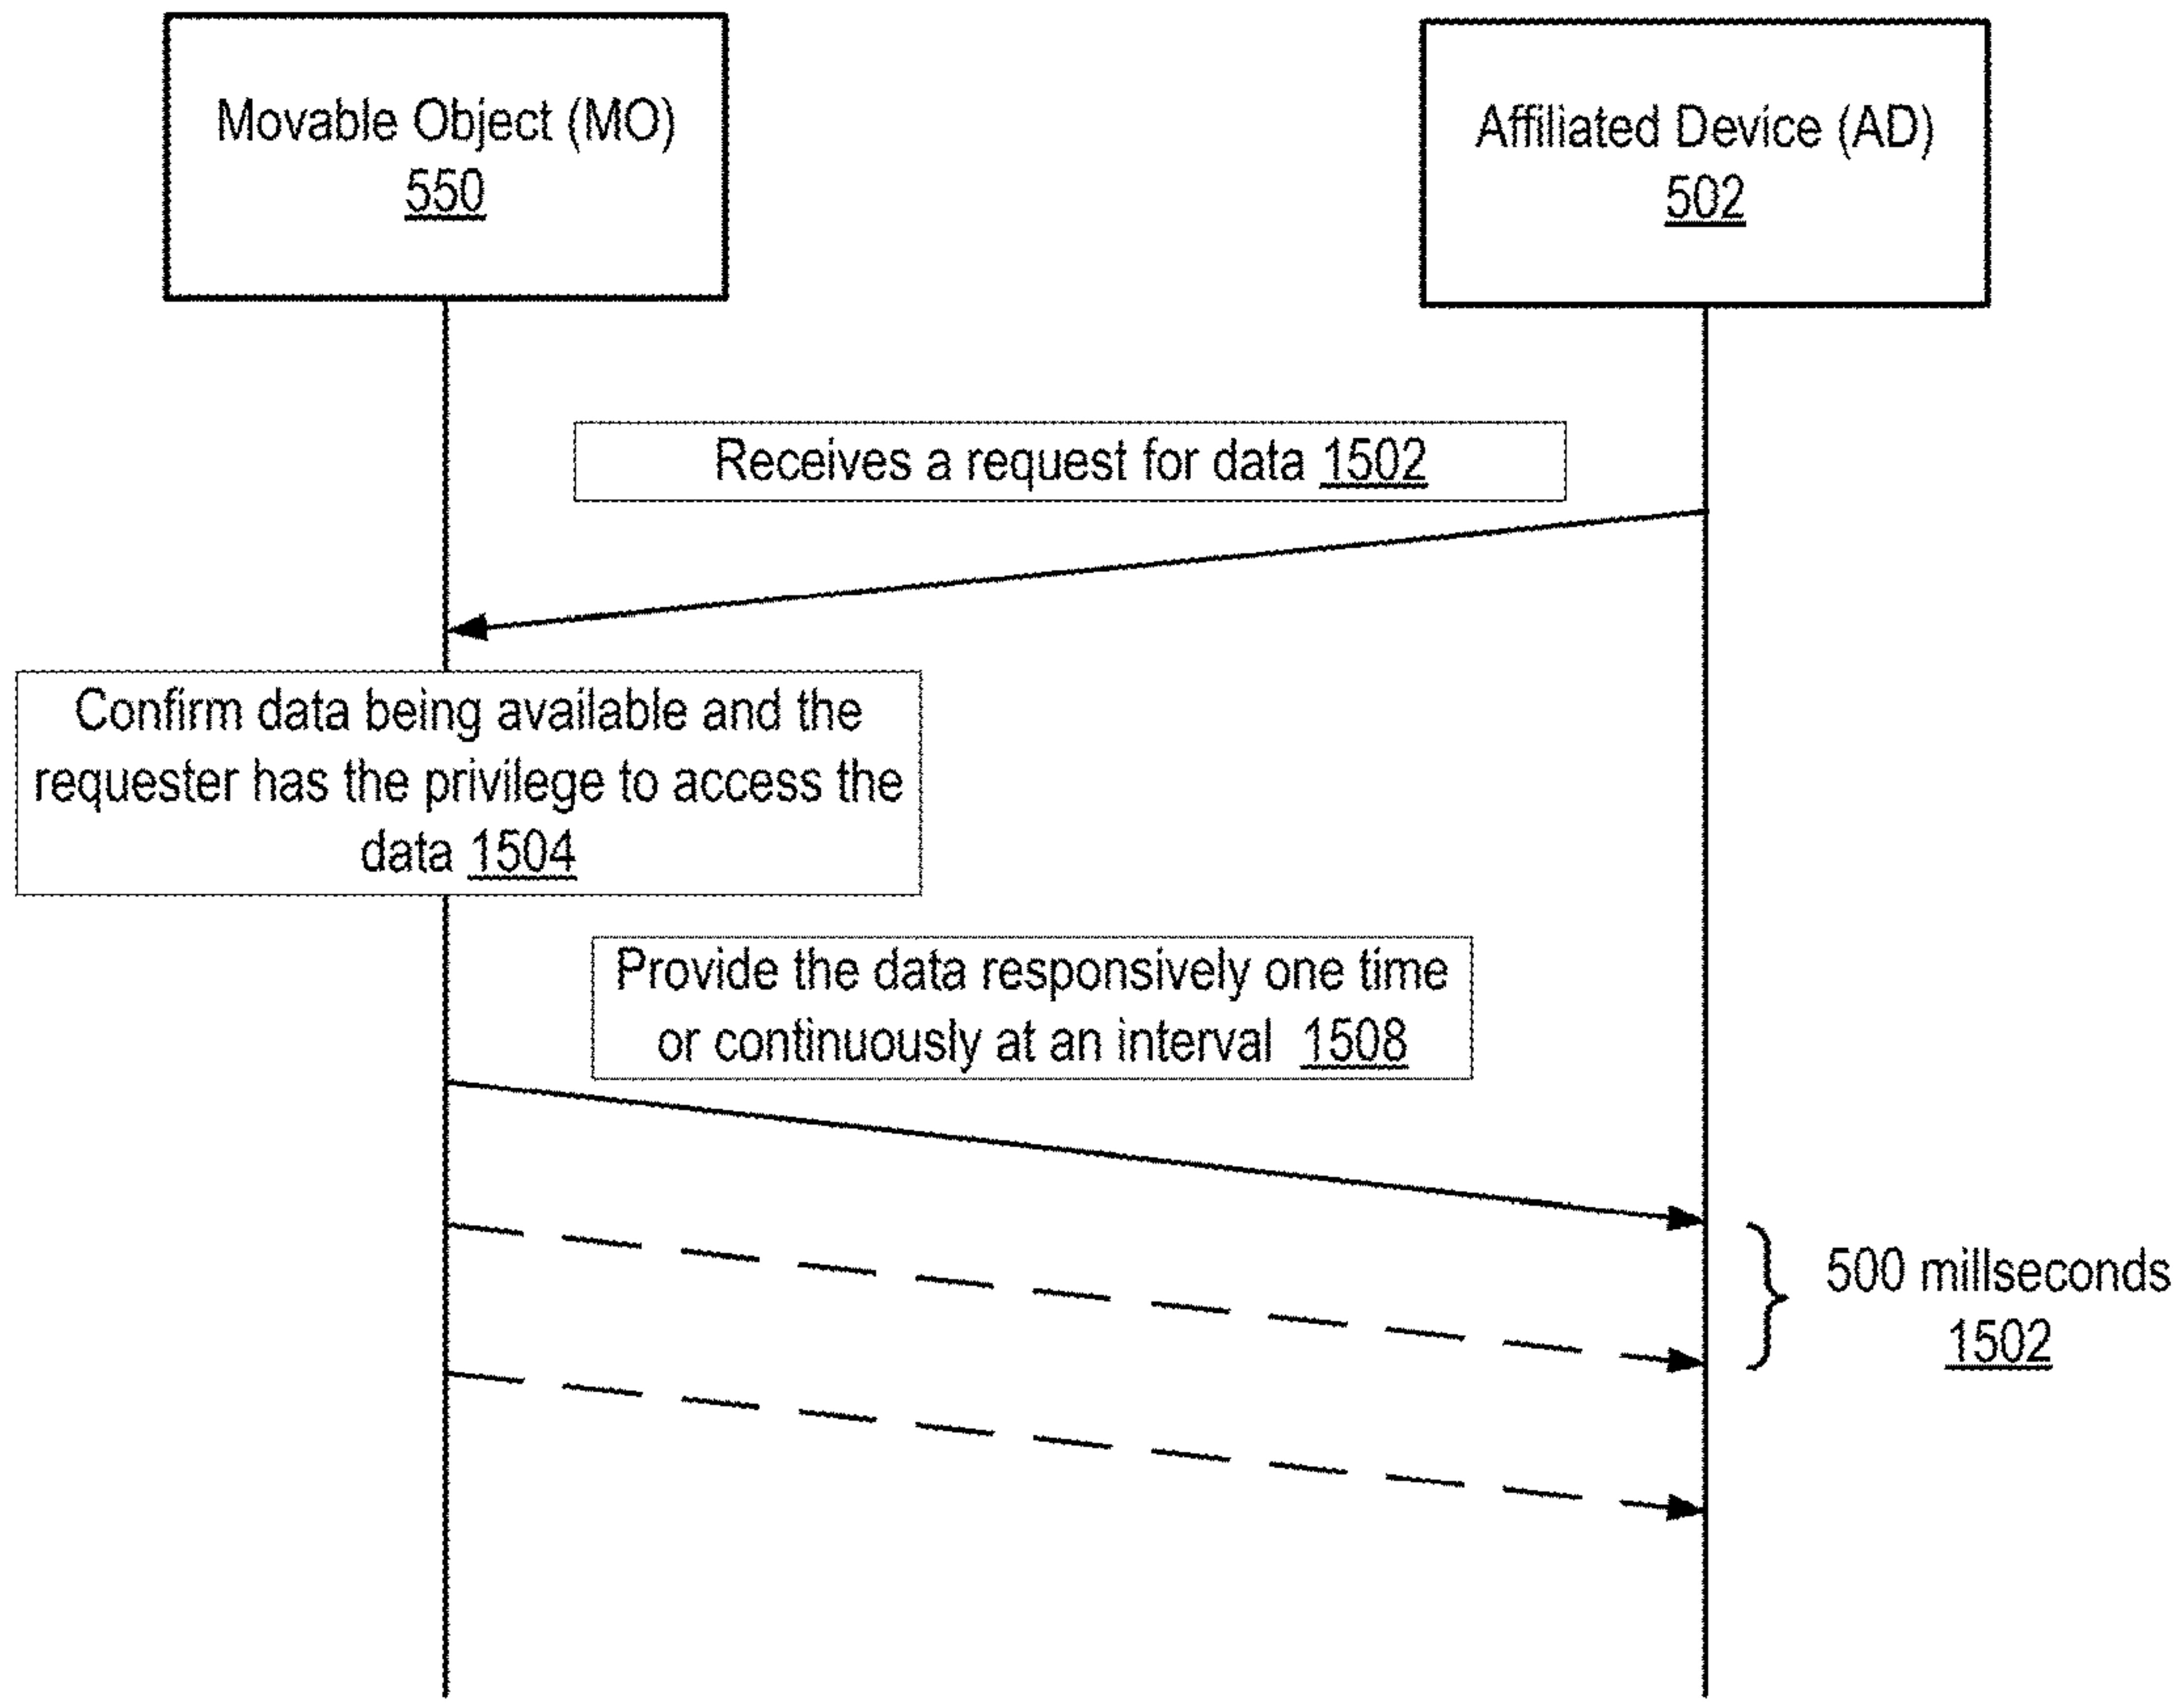 Movable Object (MO)
550
Affiliated Device (AD)
502
Receives a request for data 1502
Confirm data being available and the
requester has the privilege to access the
data 1504
Provide the data responsively one time
or continuously at an interval 1508
500 millseconds
1502